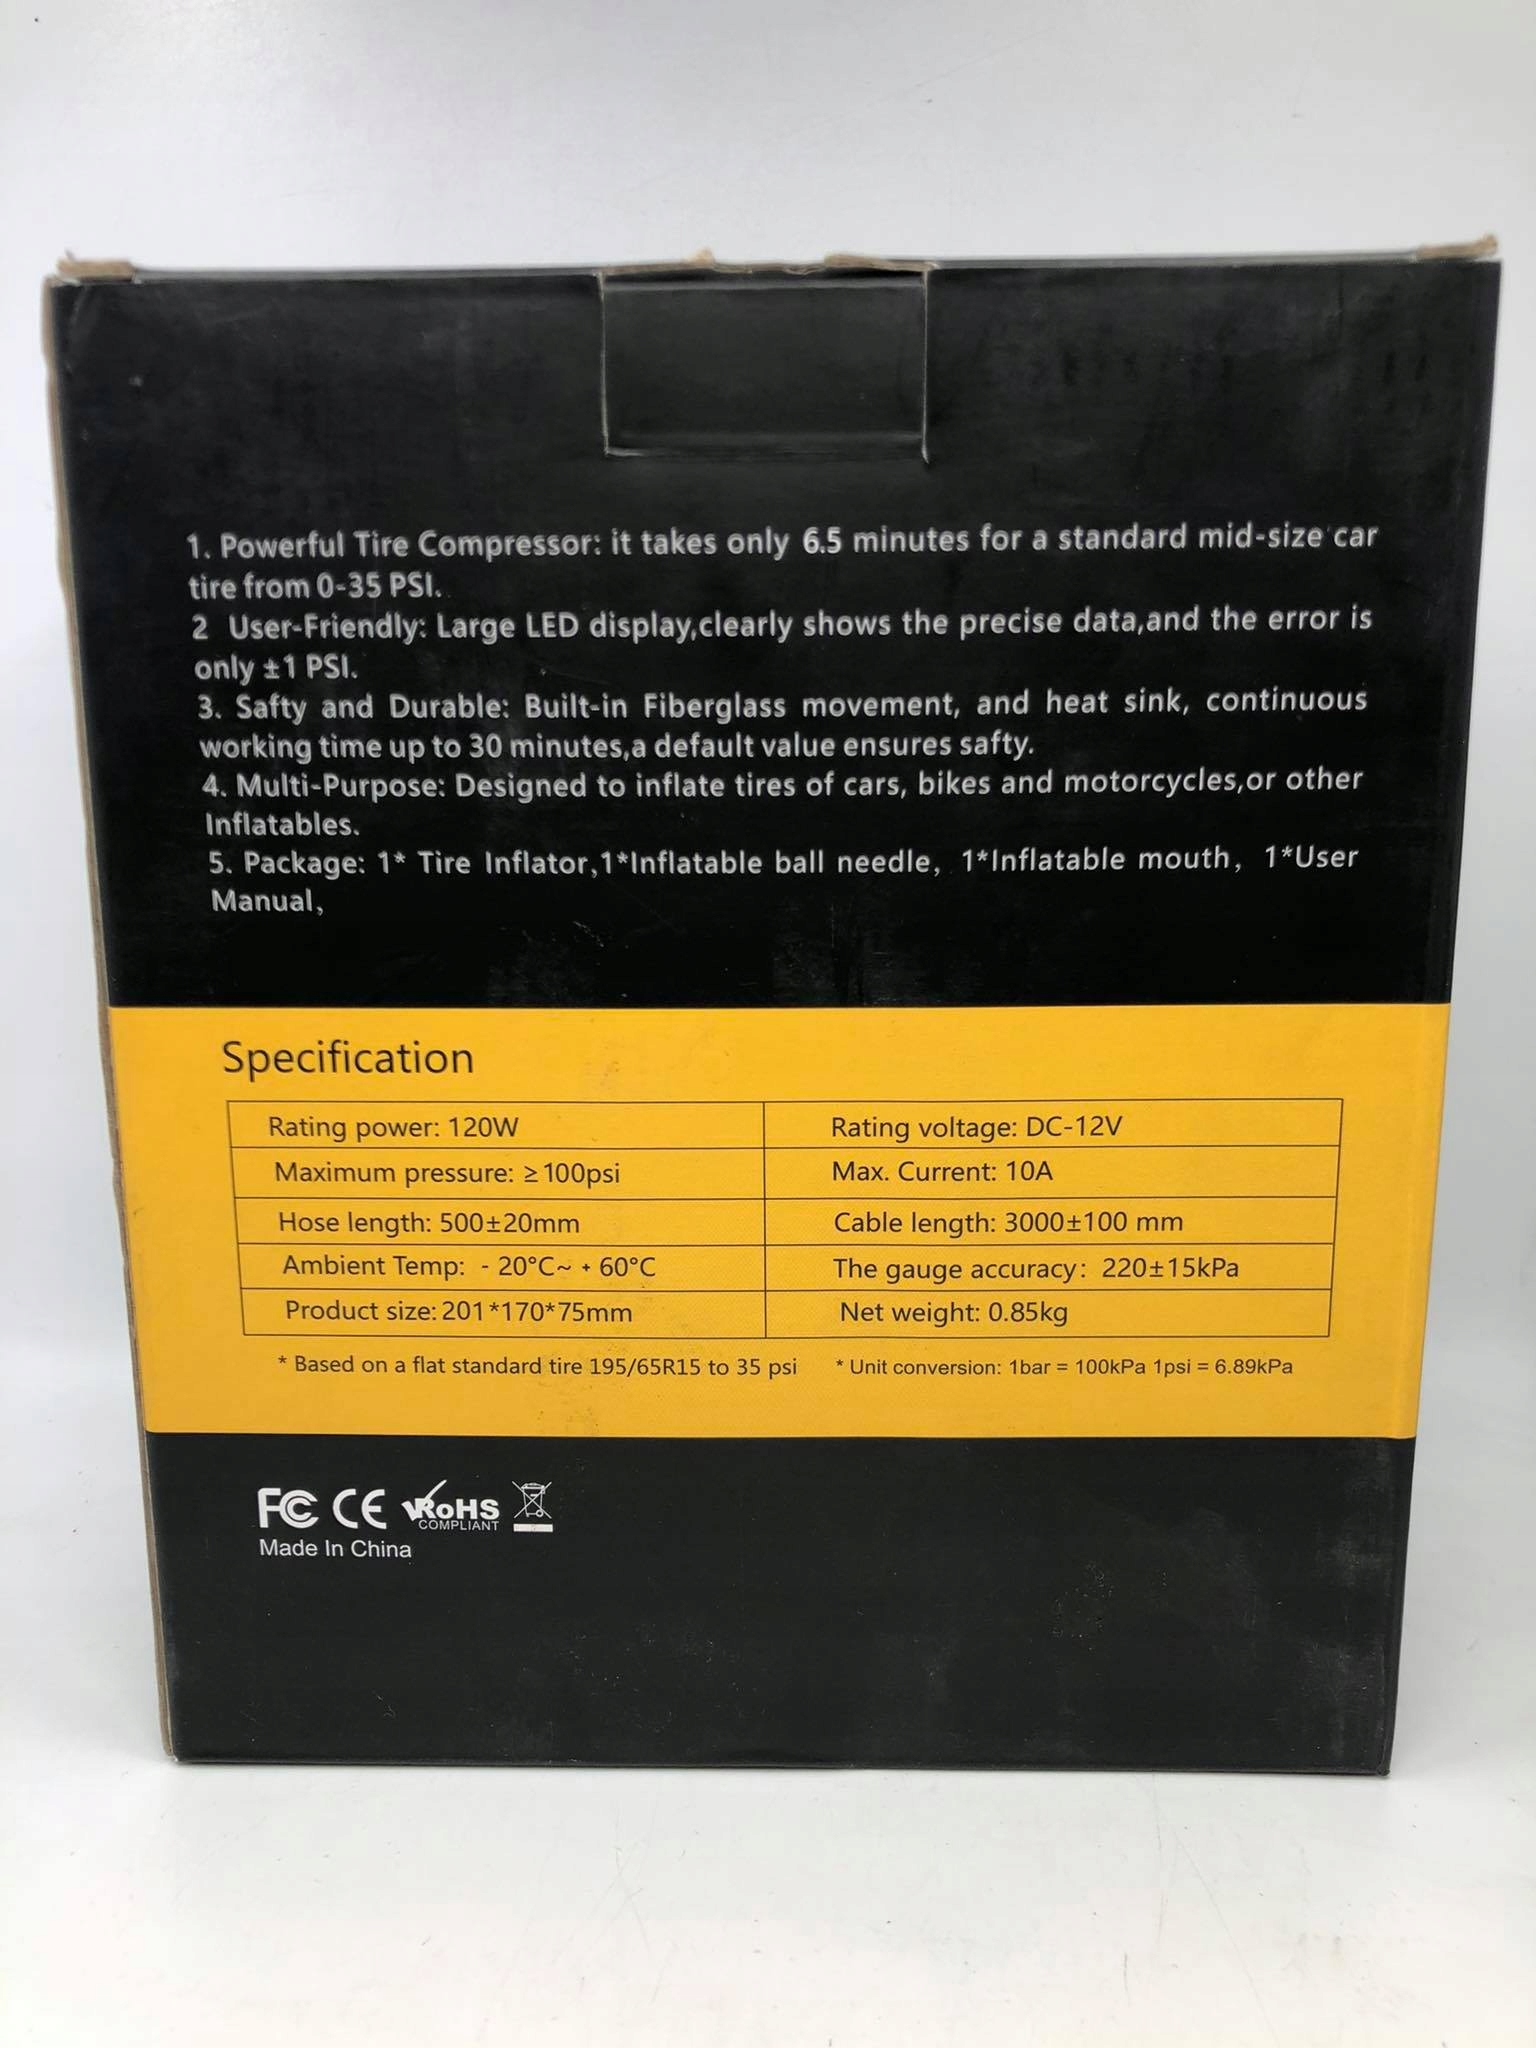 1. Powerful Tire Compressor: it takes only 6.5 minutes for a standard mid-size car
tire from 0-35 PSI.
2 User-Friendly: Large LED display,clearly shows the precise data,and the error is
only ±1 PSI.
3. Safty and Durable: Built-in Fiberglass movement, and heat sink, continuous
working time up to 30 minutes,a default value ensures safty.
4. Multi-Purpose: Designed to inflate tires of cars, bikes and motorcycles,or other
Inflatables.
5. Package: 1* Tire Inflator,1*Inflatable ball needle, 1*Inflatable mouth, 1*User
Manual,
Specification
Rating power: 120W Rating voltage: DC-12V
Maximum pressure: ≥100psi Max. Current: 10A
Hose length: 500±20mm Cable length: 3000±100 mm
Ambient Temp: - 20°C~ + 60°C The gauge accuracy: 220±15kPa
Product size: 201*170*75mm Net weight: 0.85kg
* Based on a flat standard tire 195/65R15 to 35 psi * Unit conversion: 1bar = 100kPa 1psi = 6.89kPa
FC CE RoHS
COMPLIANT
Made In China